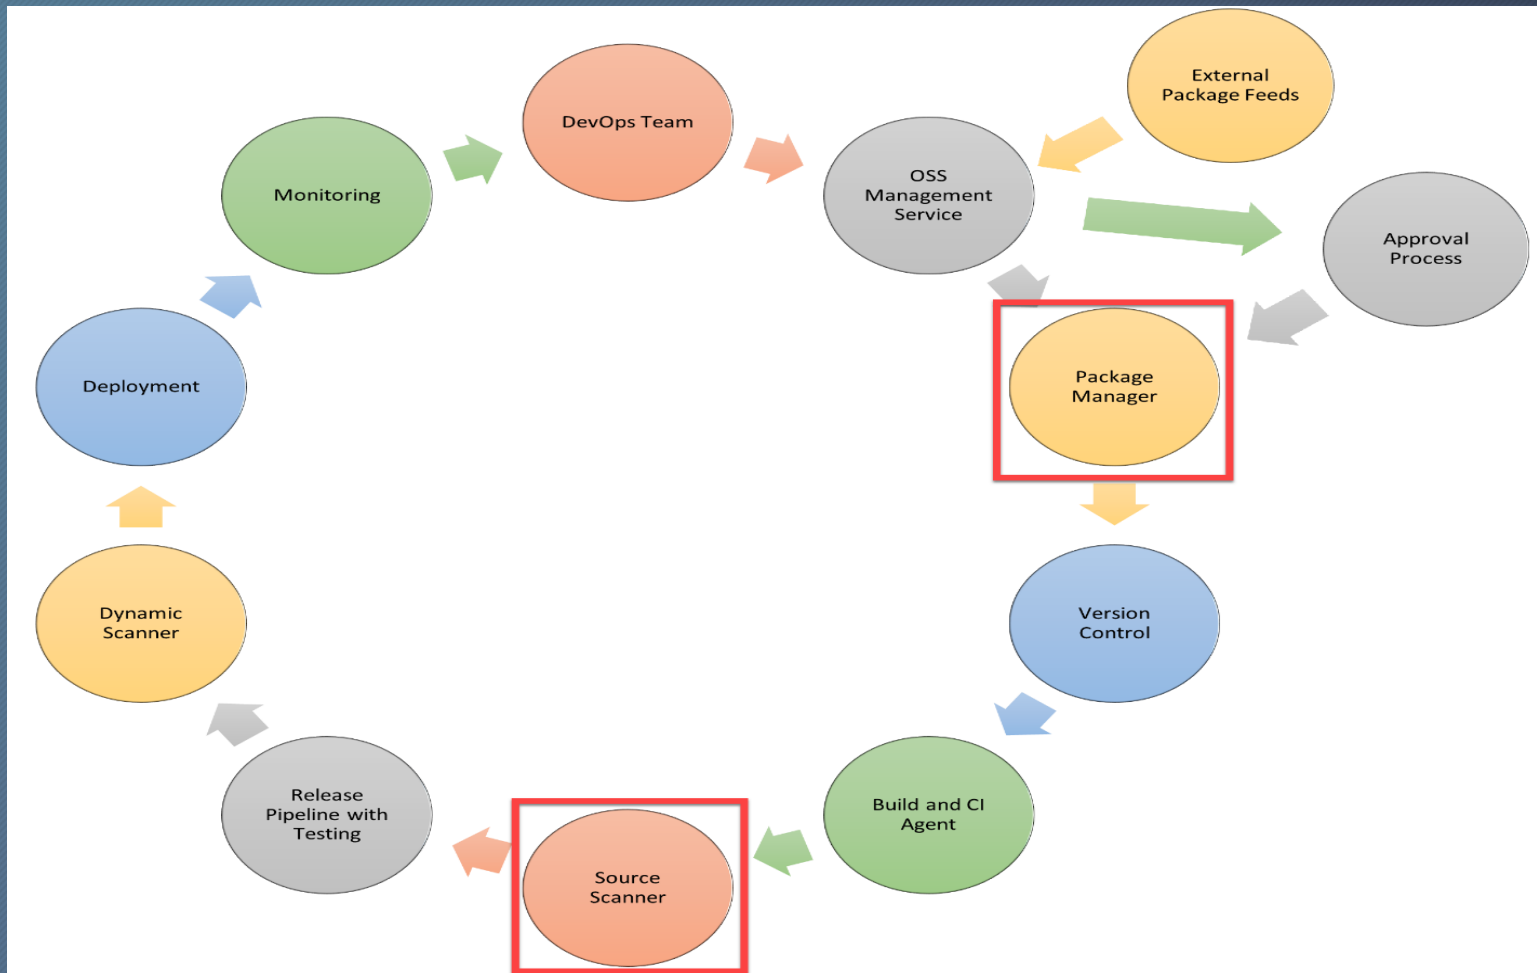 External
Package Feeds
DevOps Team
OSS
Management
Service
Monitoring
Approval
Process
Package
Manager
Deployment
Version
Control
Dynamic
Scanner
Build and CI
Agent
Release
Pipeline with
Testing
Source
Scanner